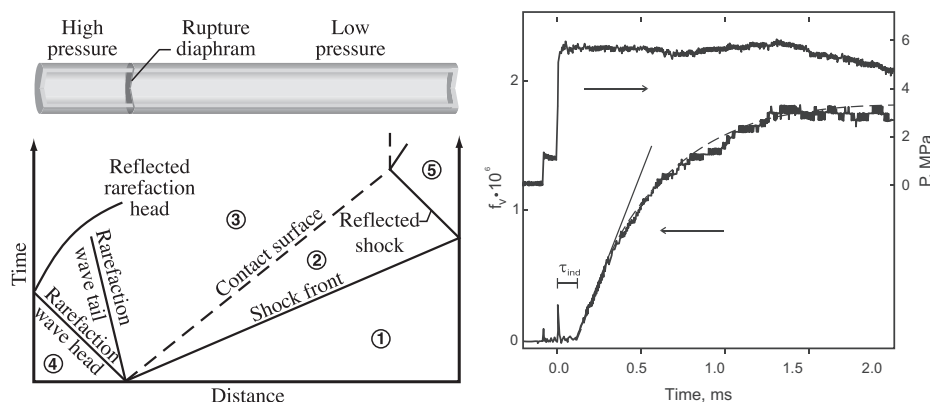 High
pressure
Rupture
diaphram
Low
pressure
Time
Reflected
rarefaction
head
Rarefaction
wave tail
Rarefaction
wave head
Contact surface
Shock front
Reflected
shock
①
②
③
④
⑤
Distance
f_v•10⁶
2
1
0
τ_ind
6
4
2
0
P, MPa
0.0
0.5
1.0
1.5
2.0
Time, ms